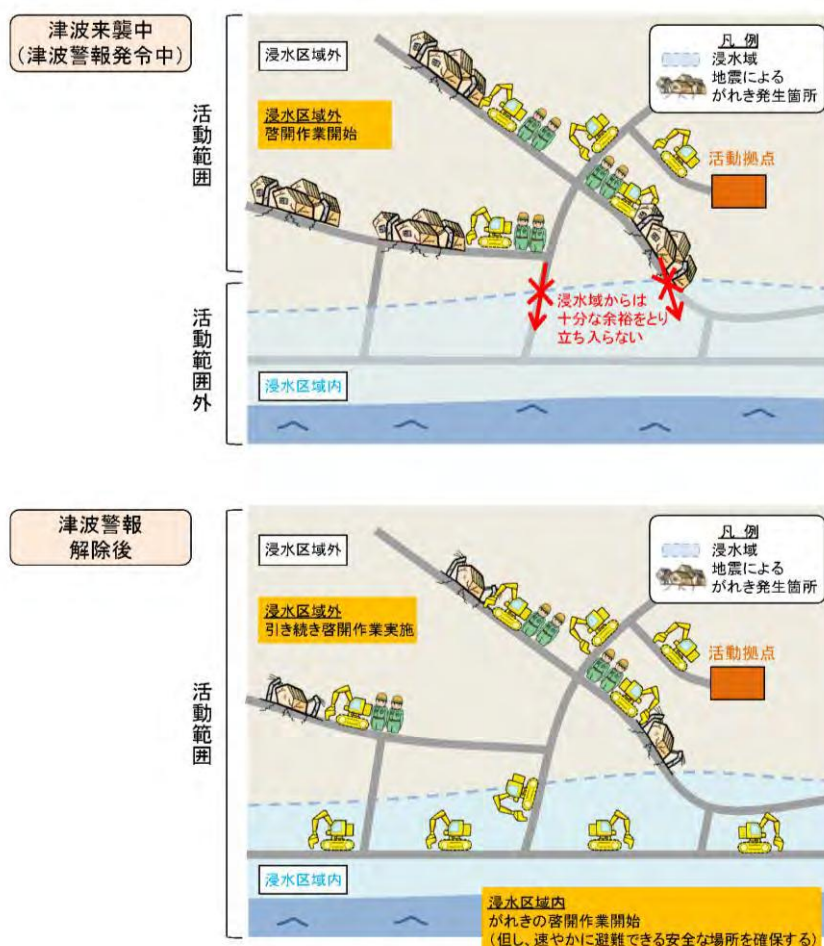 津波来襲中
(津波警報発令中)
活動範囲
活動範囲外
浸水区域外
浸水区域外
啓開作業開始
凡例
浸水域
地震による
がれき発生箇所
活動拠点
浸水域からは
十分な余裕をとり
立ち入らない
浸水区域内
津波警報
解除後
活動範囲
浸水区域外
浸水区域外
引き続き啓開作業実施
凡例
浸水域
地震による
がれき発生箇所
活動拠点
浸水区域内
浸水区域内
がれきの啓開作業開始
(但し、速やかに避難できる安全な場所を確保する)